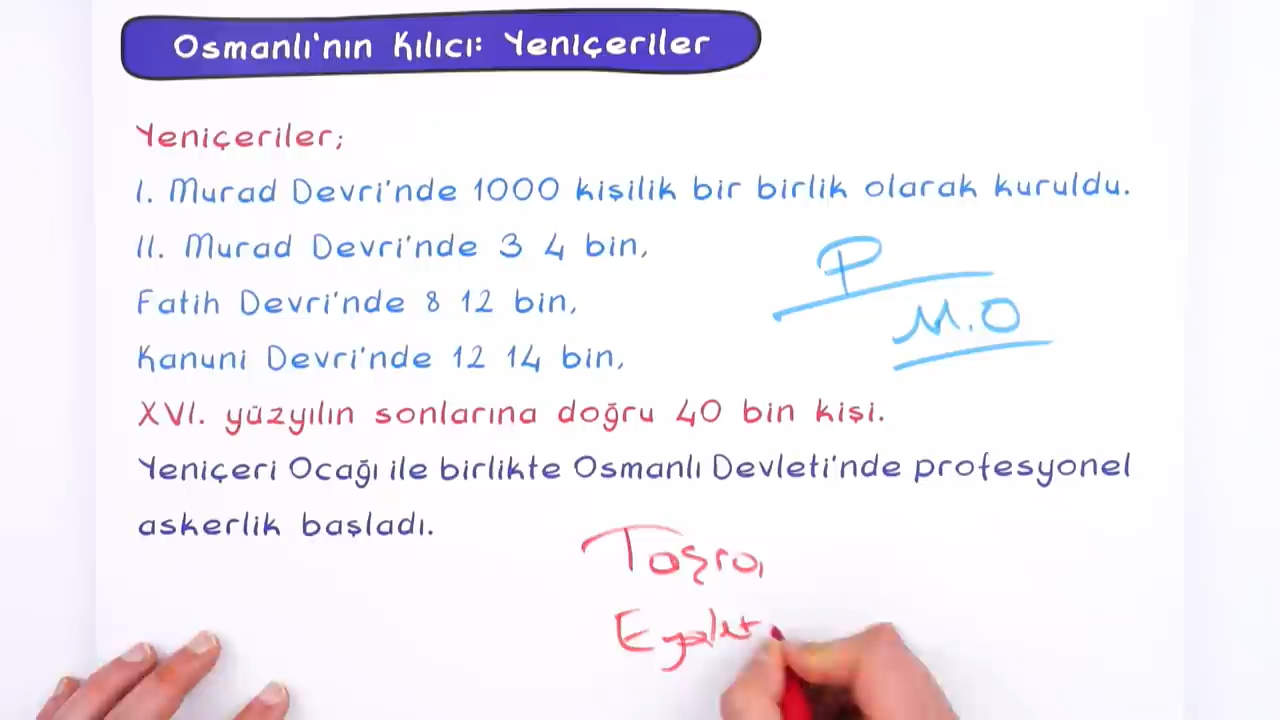 Osmanlı'nın Kılıcı: Yeniçeriler
Yeniçeriler;
I. Murad Devri'nde 1000 kişilik bir birlik olarak kuruldu.
II. Murad Devri'nde 3 4 bin,
Fatih Devri'nde 8 12 bin,
P
M.O
Kanuni Devri'nde 12 14 bin,
XVI. yüzyılın sonlarına doğru 40 bin kişi.
Yeniçeri Ocağı ile birlikte Osmanlı Devleti'nde profesyonel
askerlik başladı.
Taşra
Eyalet